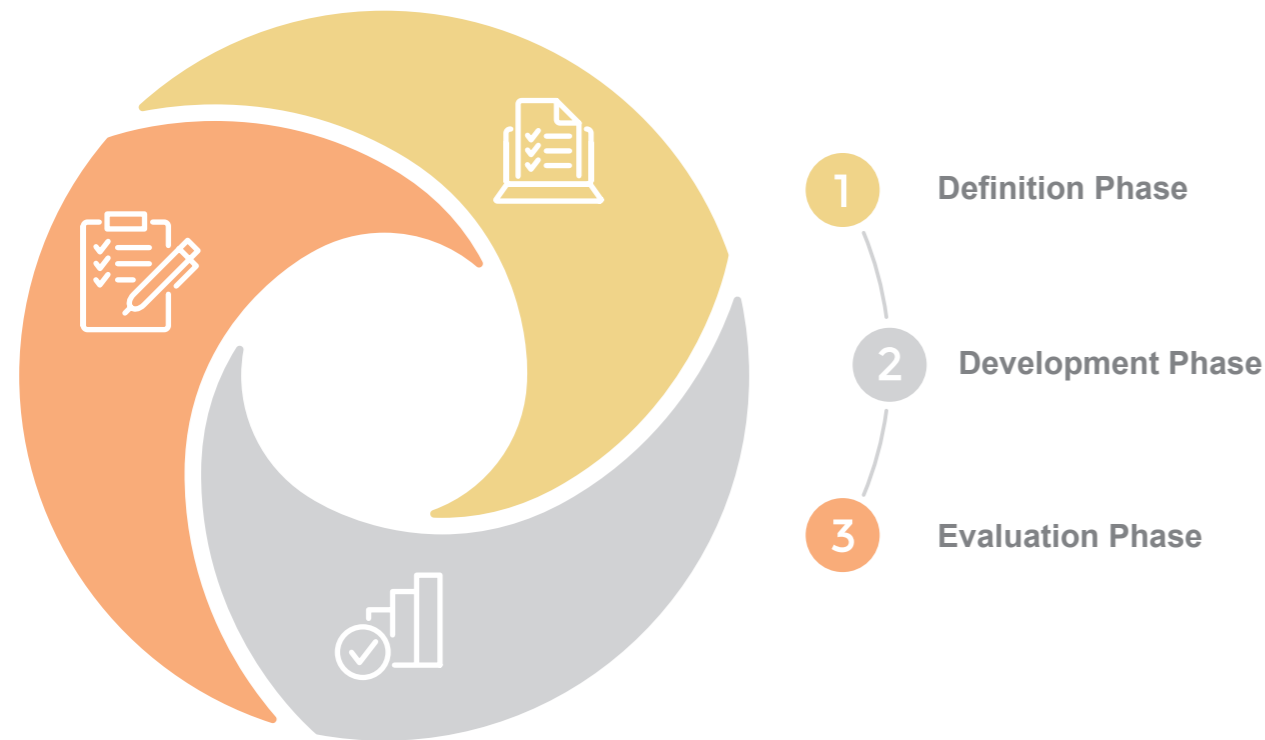 1 Definition Phase
2 Development Phase
3 Evaluation Phase